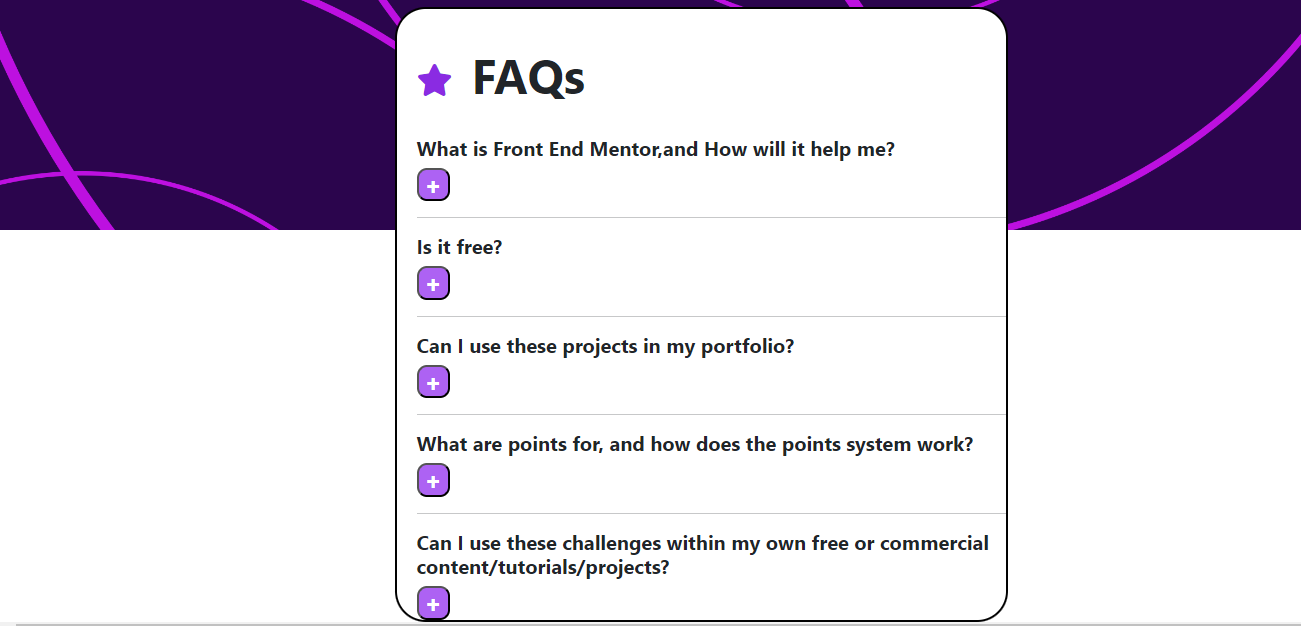 FAQs
What is Front End Mentor,and How will it help me?
+
Is it free?
+
Can I use these projects in my portfolio?
+
What are points for, and how does the points system work?
+
Can I use these challenges within my own free or commercial
content/tutorials/projects?
+